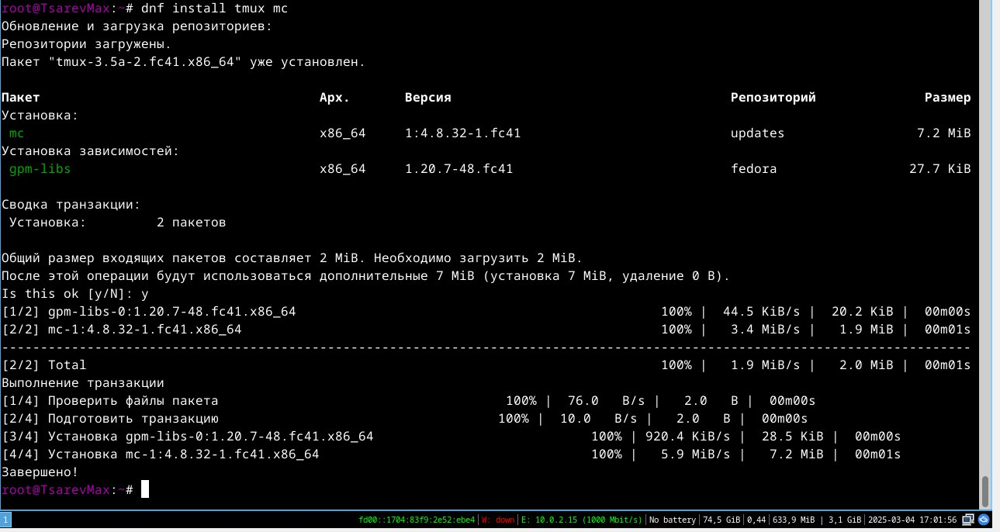 root@TsarevMax:~# dnf install tmux mc
Обновление и загрузка репозиториев:
Репозитории загружены.
Пакет "tmux-3.5a-2.fc41.x86_64" уже установлен.
Пакет Арх. Версия Репозиторий Размер
Установка:
mc x86_64 1:4.8.32-1.fc41 updates 7.2 MiB
Установка зависимостей:
gpm-libs x86_64 1.20.7-48.fc41 fedora 27.7 KiB
Сводка транзакции:
Установка: 2 пакетов
Общий размер входящих пакетов составляет 2 MiB. Необходимо загрузить 2 MiB.
После этой операции будут использоваться дополнительные 7 MiB (установка 7 MiB, удаление 0 B).
Is this ok [y/N]: y
[1/2] gpm-libs-0:1.20.7-48.fc41.x86_64 100% | 44.5 KiB/s | 20.2 KiB | 00m00s
[2/2] mc-1:4.8.32-1.fc41.x86_64 100% | 3.4 MiB/s | 1.9 MiB | 00m01s
--------------------------------------------------------------------------------
[2/2] Total 100% | 1.9 MiB/s | 2.0 MiB | 00m01s
Выполнение транзакции
[1/4] Проверить файлы пакета 100% | 76.0 B/s | 2.0 B | 00m00s
[2/4] Подготовить транзакцию 100% | 10.0 B/s | 2.0 B | 00m00s
[3/4] Установка gpm-libs-0:1.20.7-48.fc41.x86_64 100% | 920.4 KiB/s | 28.5 KiB | 00m00s
[4/4] Установка mc-1:4.8.32-1.fc41.x86_64 100% | 5.9 MiB/s | 7.2 MiB | 00m01s
Завершено!
root@TsarevMax:~#
1 fd00::1704:83f9:2e52:ebe4 | W: down | E: 10.0.2.15 (1000 Mbit/s) | No battery | 74,5 GiB | 0,44 | 633,9 MiB | 3,1 GiB | 2025-03-04 17:01:56